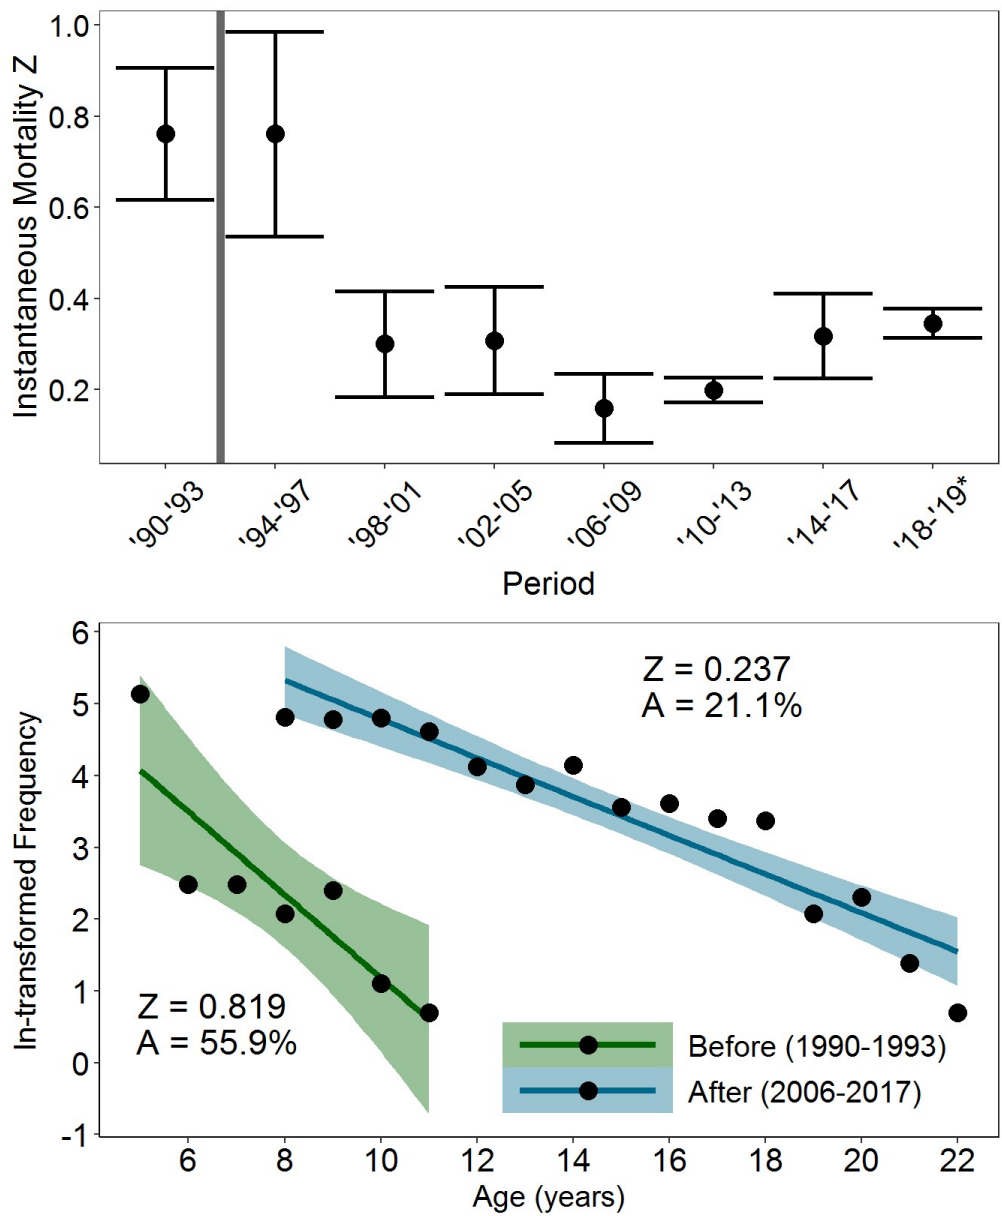 Instantaneous Mortality Z
1.0
0.8
0.6
0.4
0.2
'90-'93
'94-'97
'98-'01
'02-'05
'06-'09
'10-'13
'14-'17
'18-'19*
Period
ln-transformed Frequency
6
5
4
3
2
1
0
-1
Z = 0.237
A = 21.1%
Z = 0.819
A = 55.9%
Before (1990-1993)
After (2006-2017)
6 8 10 12 14 16 18 20 22
Age (years)